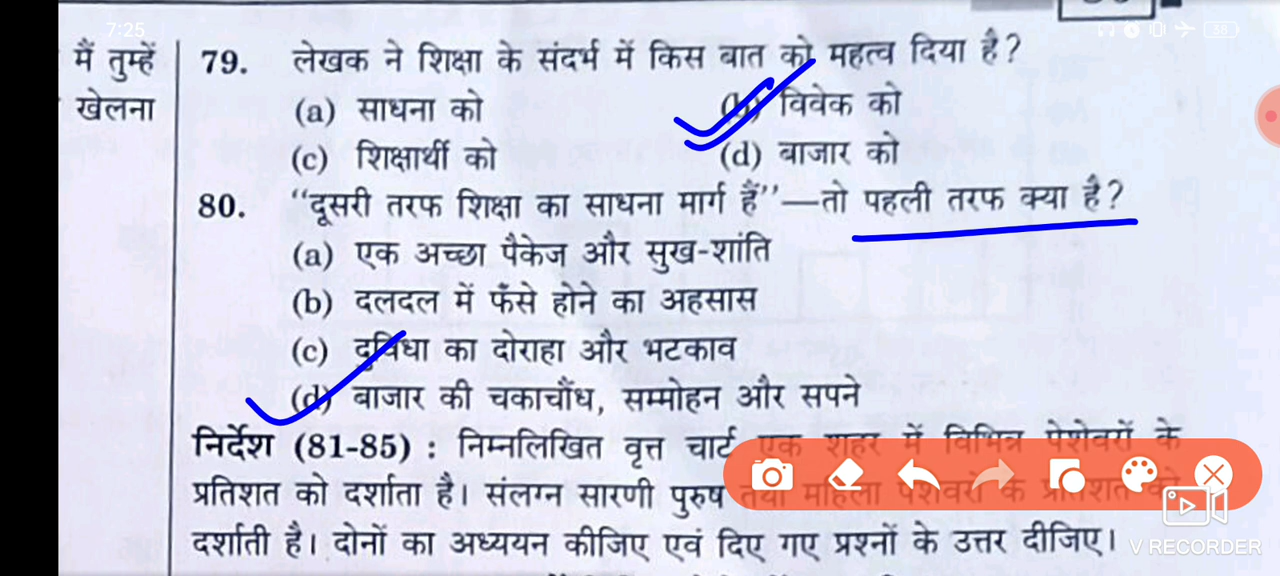 7:25
38
मैं तुम्हें
खेलना
79. लेखक ने शिक्षा के संदर्भ में किस बात को महत्व दिया है?
(a) साधना को (b) विवेक को
(c) शिक्षार्थी को (d) बाजार को
80. “दूसरी तरफ शिक्षा का साधना मार्ग हैं”—तो पहली तरफ क्या है?
(a) एक अच्छा पैकेज और सुख-शांति
(b) दलदल में फँसे होने का अहसास
(c) दुविधा का दोराहा और भटकाव
(d) बाजार की चकाचौंध, सम्मोहन और सपने
निर्देश (81-85) : निम्नलिखित वृत्त चार्ट एक शहर में विभिन्न पेशेवरों के
प्रतिशत को दर्शाता है। संलग्न सारणी पुरुष तथा महिला पेशेवरों के प्रतिशत को
दर्शाती है। दोनों का अध्ययन कीजिए एवं दिए गए प्रश्नों के उत्तर दीजिए।
V RECORDER